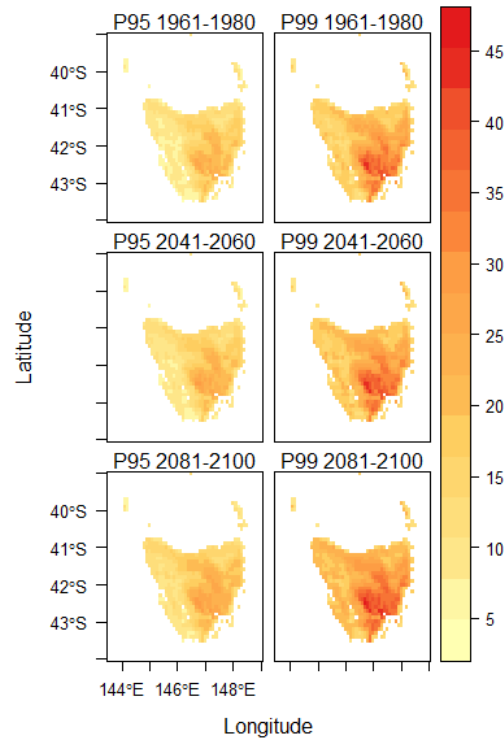 P95 1961-1980 P99 1961-1980
40°S
41°S
42°S
43°S
P95 2041-2060 P99 2041-2060
P95 2081-2100 P99 2081-2100
40°S
41°S
42°S
43°S
144°E 146°E 148°E
Latitude
Longitude
45
40
35
30
25
20
15
10
5